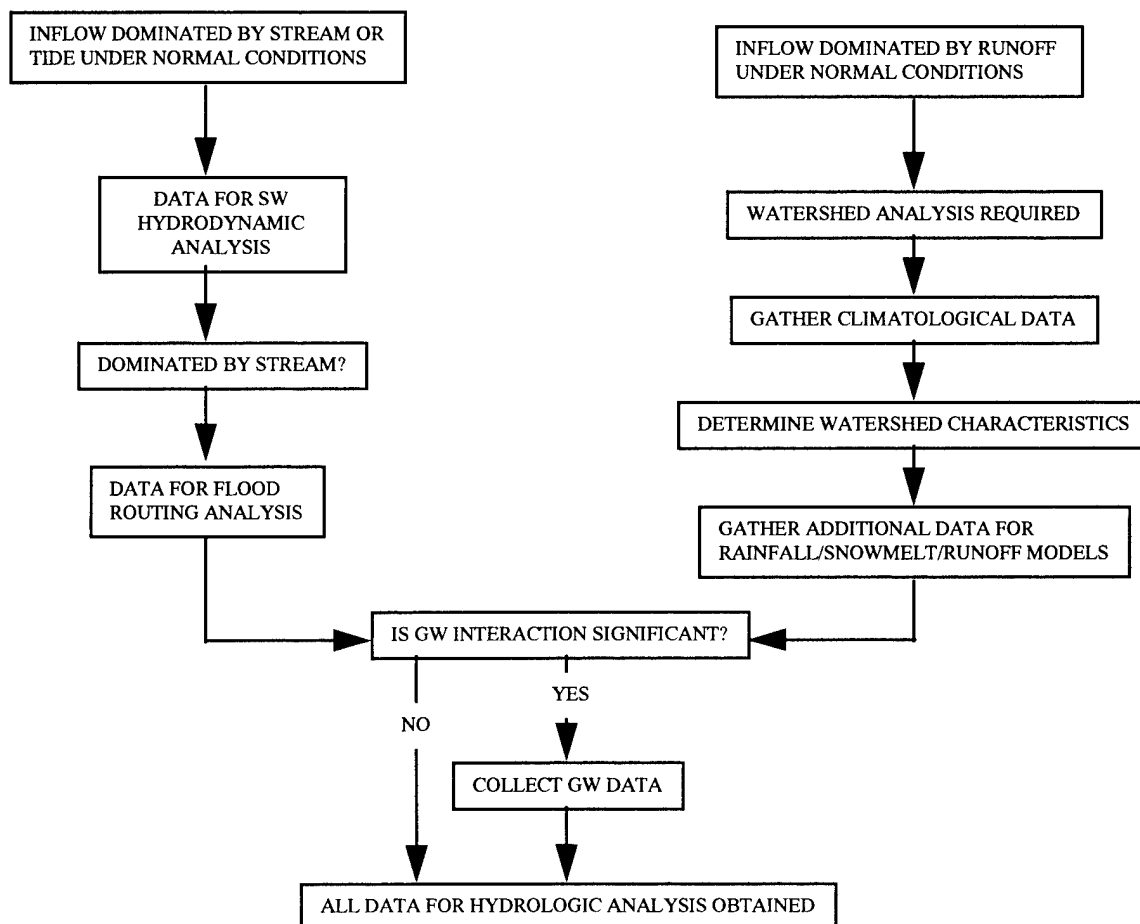 INFLOW DOMINATED BY STREAM OR
TIDE UNDER NORMAL CONDITIONS
DATA FOR SW
HYDRODYNAMIC
ANALYSIS
DOMINATED BY STREAM?
DATA FOR FLOOD
ROUTING ANALYSIS
INFLOW DOMINATED BY RUNOFF
UNDER NORMAL CONDITIONS
WATERSHED ANALYSIS REQUIRED
GATHER CLIMATOLOGICAL DATA
DETERMINE WATERSHED CHARACTERISTICS
GATHER ADDITIONAL DATA FOR
RAINFALL/SNOWMELT/RUNOFF MODELS
IS GW INTERACTION SIGNIFICANT?
YES
NO
COLLECT GW DATA
ALL DATA FOR HYDROLOGIC ANALYSIS OBTAINED